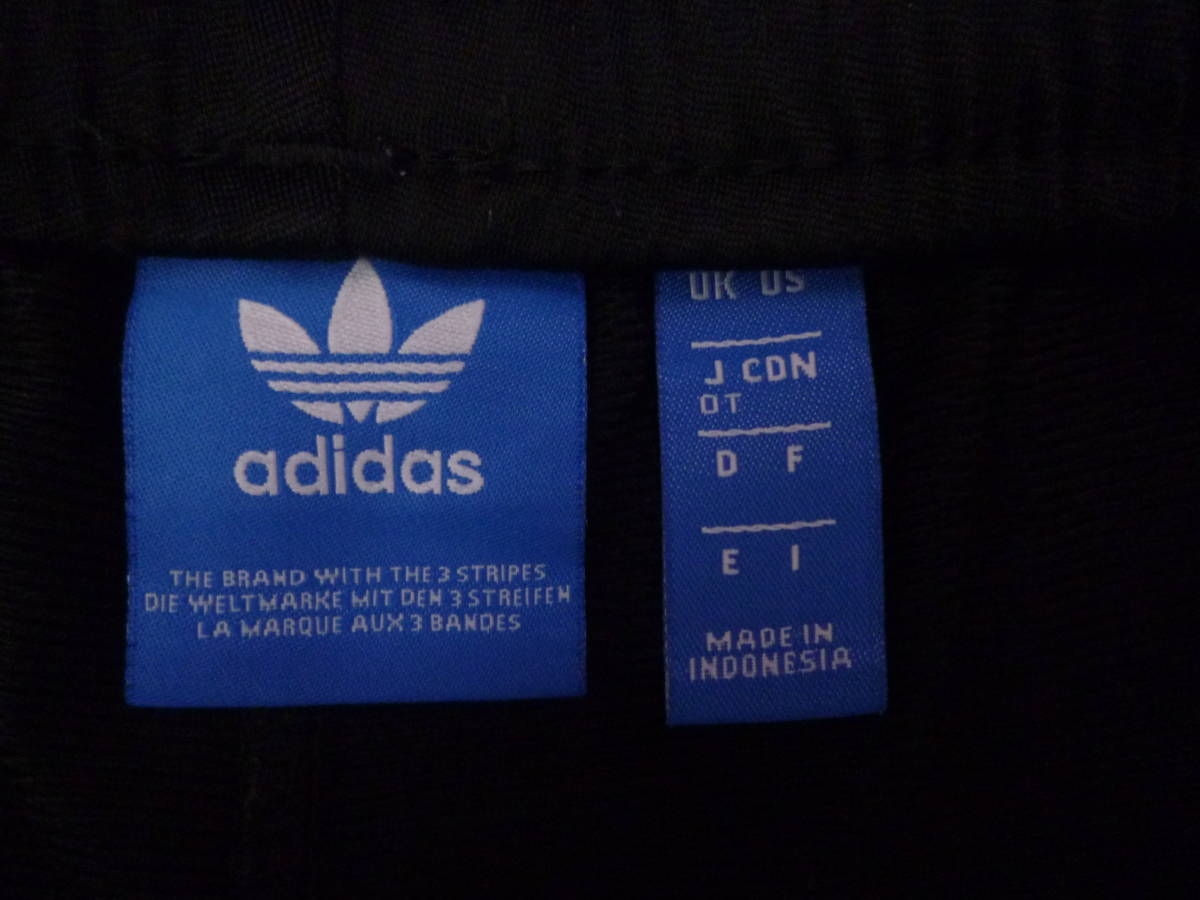 adidas
THE BRAND WITH THE 3 STRIPES
DIE WELTMARKE MIT DEN 3 STREIFEN
LA MARQUE AUX 3 BANDES
UK US
J CDN
OT
D F
E I
MADE IN
INDONESIA